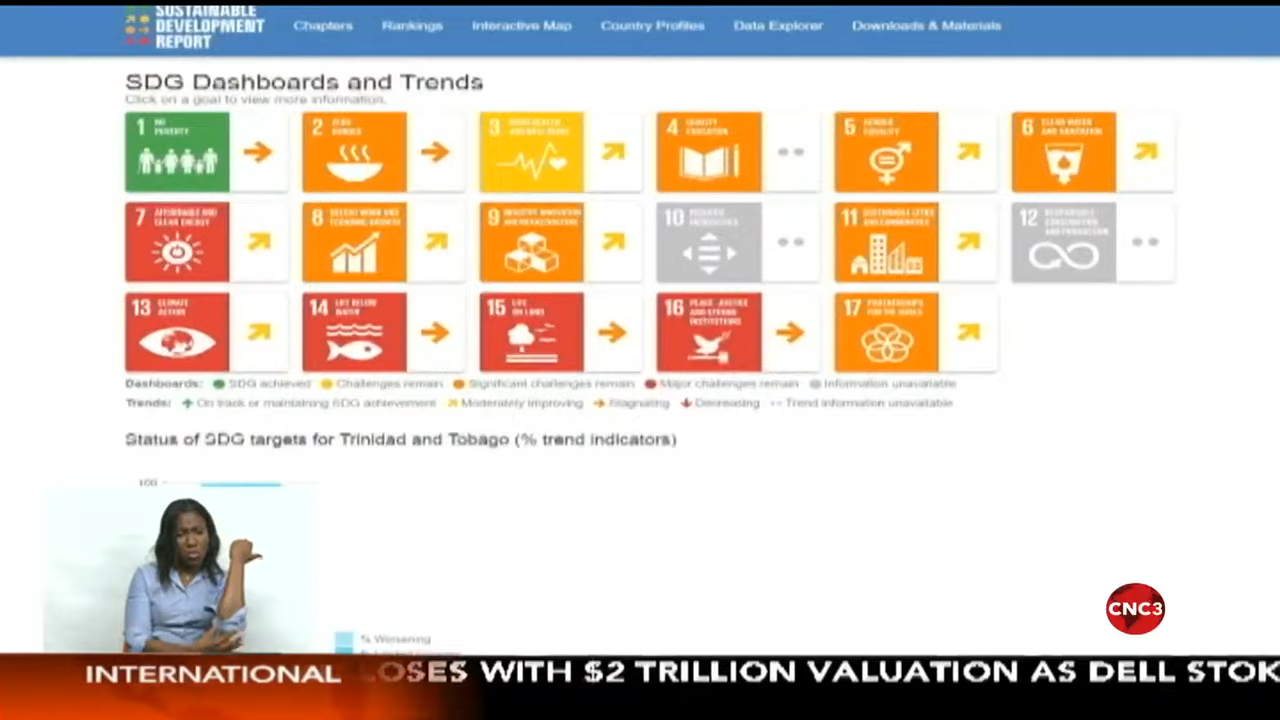 SUSTAINABLE
DEVELOPMENT
REPORT
Chapters Rankings Interactive Map Country Profiles Data Explorer Downloads & Materials
SDG Dashboards and Trends
Click on a goal to view more information.
1 NO
POVERTY
2 ZERO
HUNGER
3 GOOD HEALTH
AND WELL-BEING
4 QUALITY
EDUCATION
5 GENDER
EQUALITY
6 CLEAN WATER
AND SANITATION
7 AFFORDABLE AND
CLEAN ENERGY
8 DECENT WORK AND
ECONOMIC GROWTH
9 INDUSTRY, INNOVATION
AND INFRASTRUCTURE
10 REDUCED
INEQUALITIES
11 SUSTAINABLE CITIES
AND COMMUNITIES
12 RESPONSIBLE
CONSUMPTION
AND PRODUCTION
13 CLIMATE
ACTION
14 LIFE BELOW
WATER
15 LIFE
ON LAND
16 PEACE, JUSTICE
AND STRONG
INSTITUTIONS
17 PARTNERSHIPS
FOR THE GOALS
Dashboards: SDG achieved Challenges remain Significant challenges remain Major challenges remain Information unavailable
Trends: On track or maintaining SDG achievement Moderately improving Stagnating Decreasing Trend information unavailable
Status of SDG targets for Trinidad and Tobago (% trend indicators)
100
% Worsening
CNC3
INTERNATIONAL LOSES WITH $2 TRILLION VALUATION AS DELL STOK